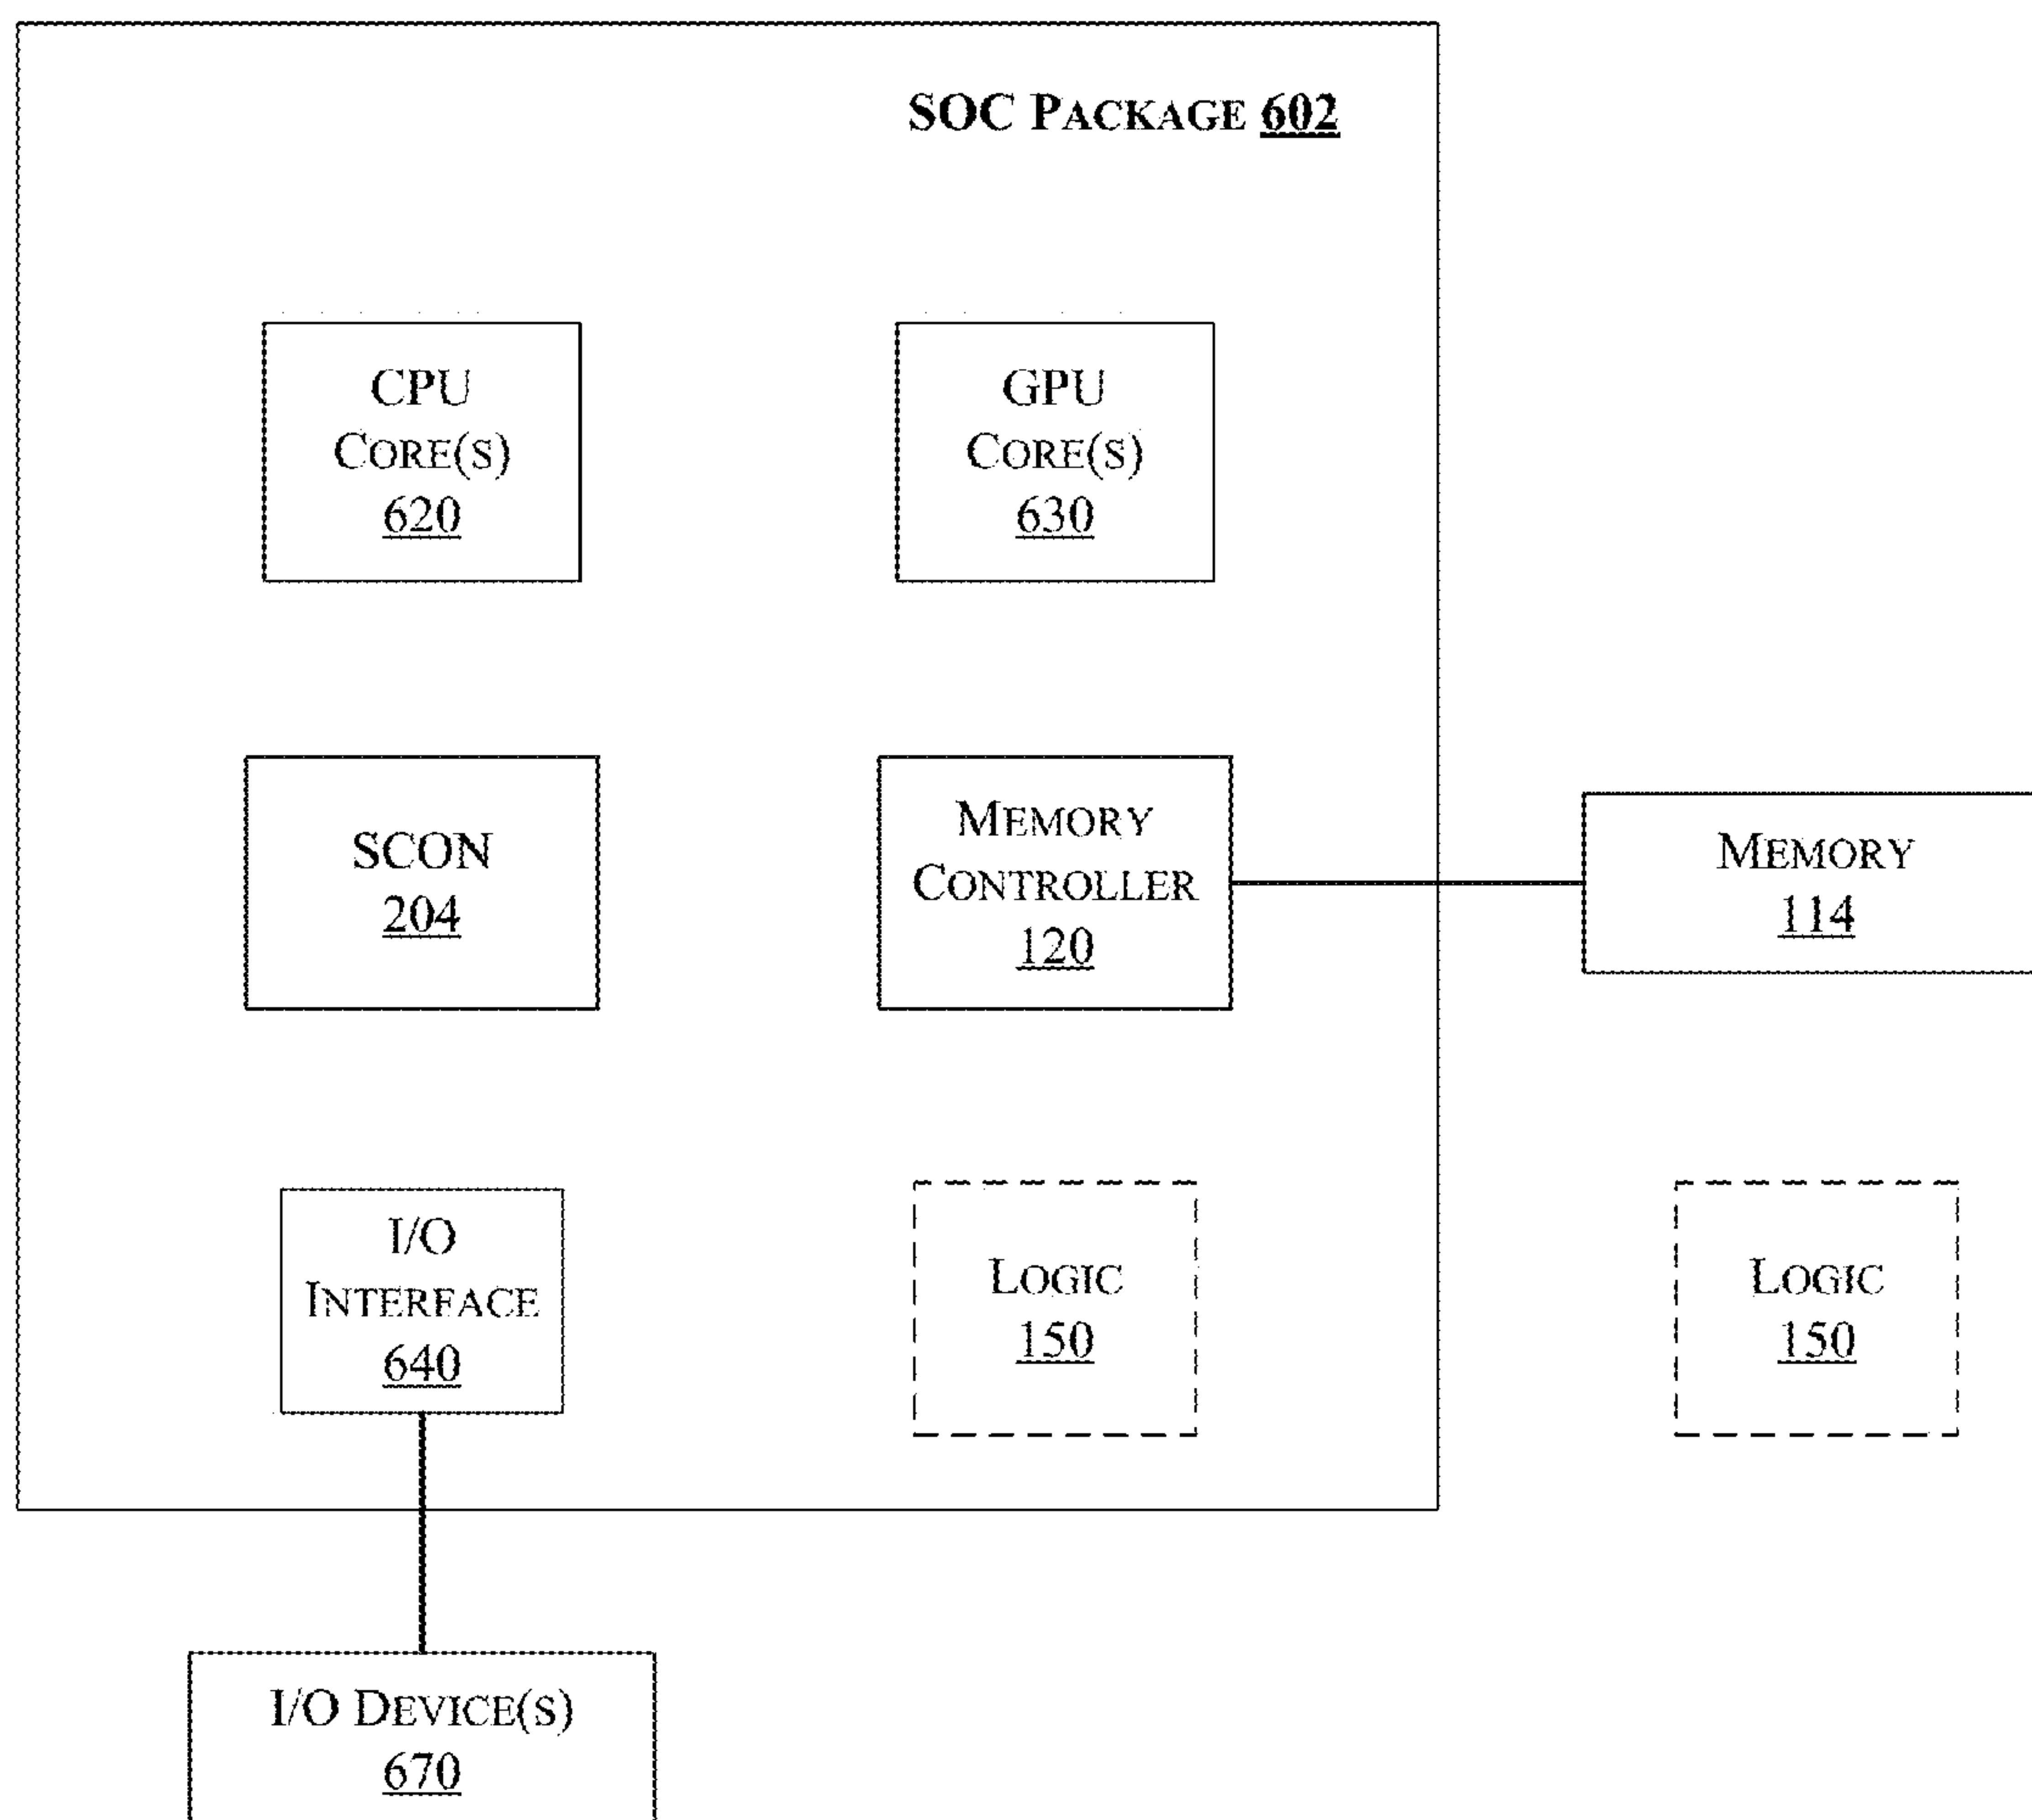 SOC PACKAGE 602
CPU
CORE(S)
620
GPU
CORE(S)
630
SCON
204
MEMORY
CONTROLLER
120
MEMORY
114
I/O
INTERFACE
640
LOGIC
150
LOGIC
150
I/O DEVICE(S)
670